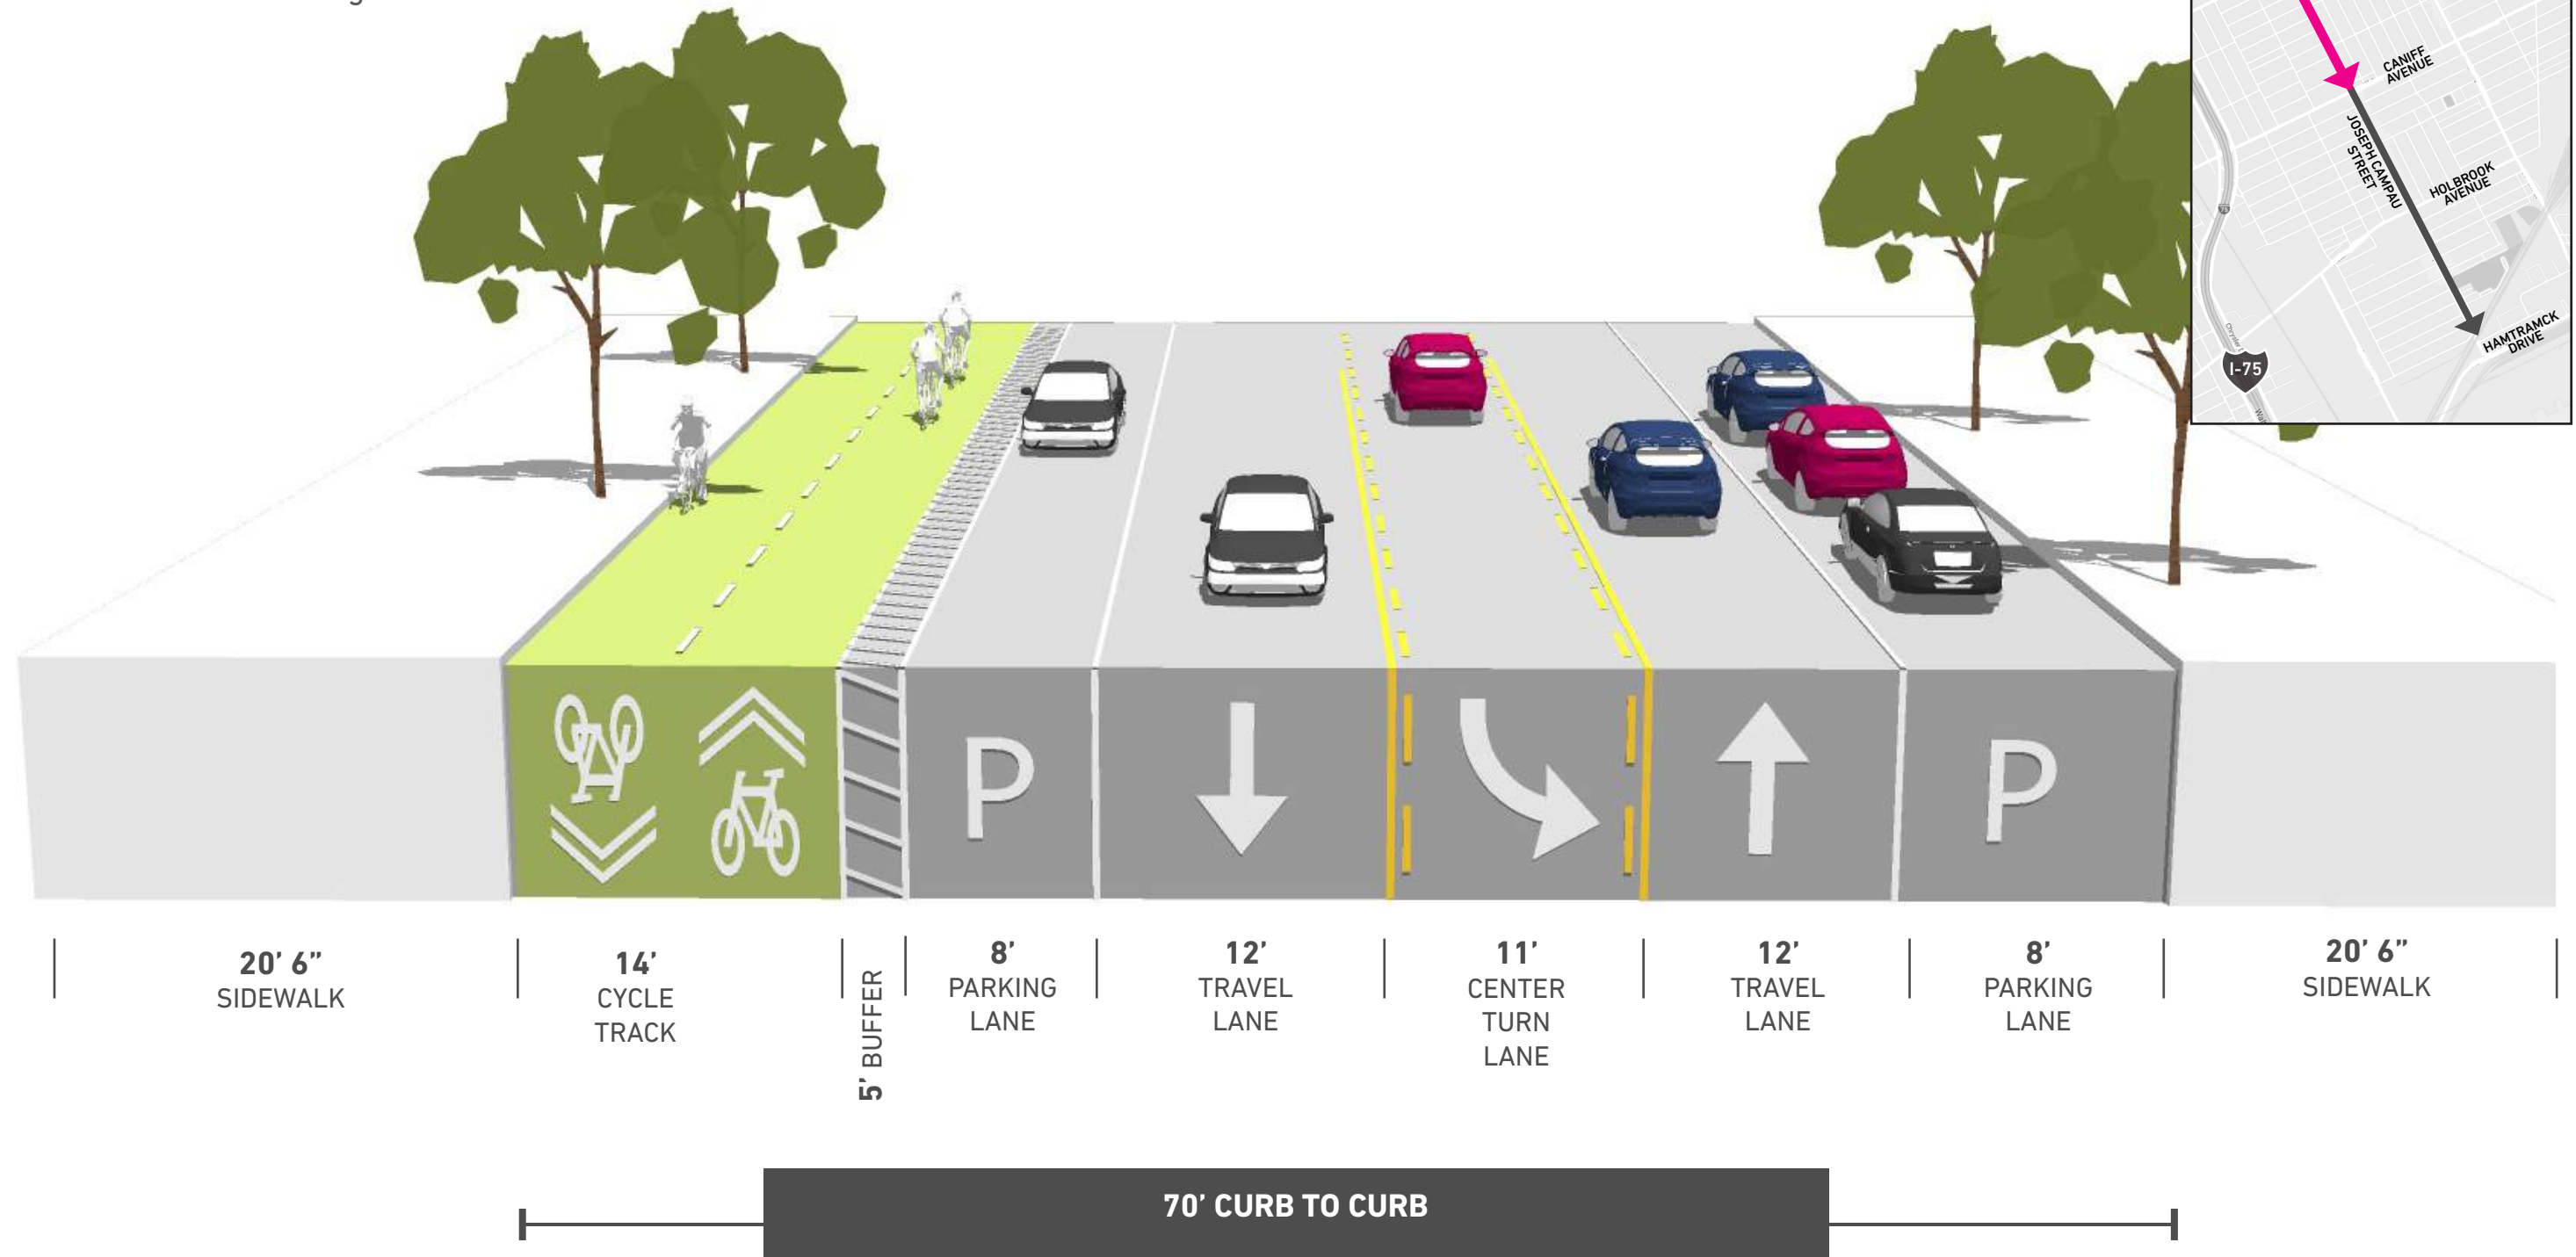 CANIFF
AVENUE
JOSEPH CAMPAU
STREET
HOLBROOK
AVENUE
HAMTRAMCK
DRIVE
I-75
P
P
20' 6”
SIDEWALK
14'
CYCLE
TRACK
5' BUFFER
8'
PARKING
LANE
12'
TRAVEL
LANE
11'
CENTER
TURN
LANE
12'
TRAVEL
LANE
8'
PARKING
LANE
20' 6”
SIDEWALK
70' CURB TO CURB